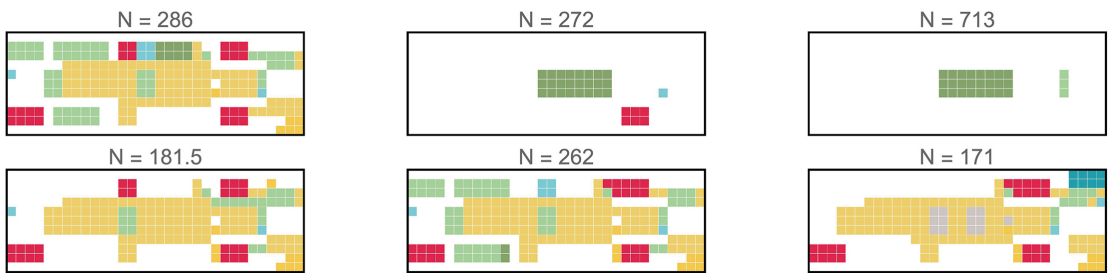 N = 286
N = 272
N = 713
N = 181.5
N = 262
N = 171